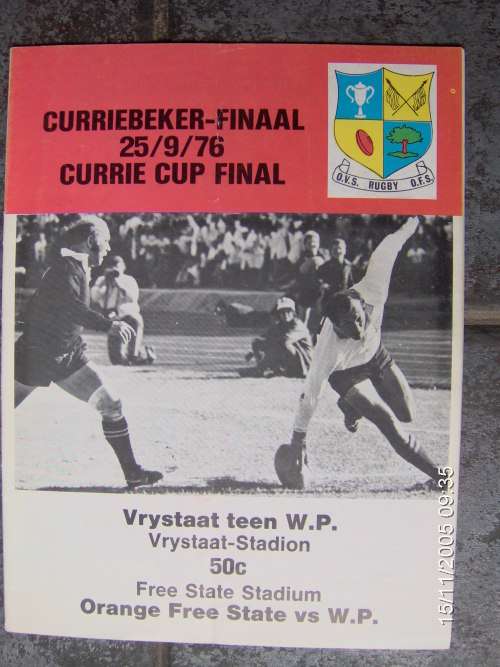 CURRIEBEKER-FINAAL
25/9/76
CURRIE CUP FINAL
O.V.S. RUGBY O.F.S.
Vrystaat teen W.P.
Vrystaat-Stadion
50c
Free State Stadium
Orange Free State vs W.P.
15/11/2005 09:35